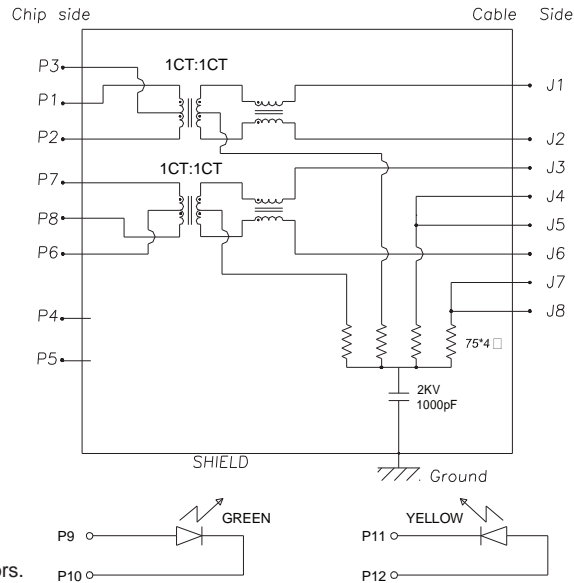 Chip side
Cable Side
P3
1CT:1CT
P1
J1
P2
J2
P7
1CT:1CT
J3
J4
P8
J5
P6
J6
J7
P4
J8
75*4 □
P5
2KV
1000pF
SHIELD
Ground
GREEN
YELLOW
P9
P11
ors.
P10
P12